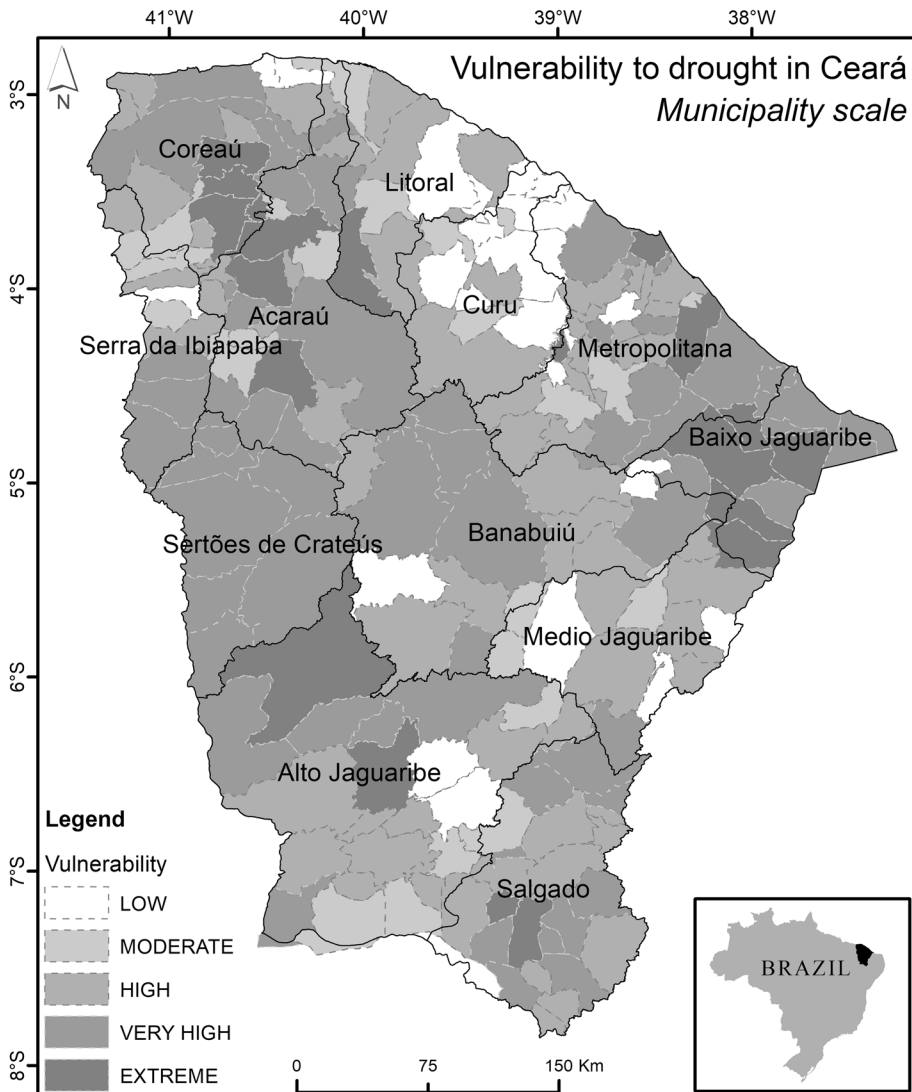 41°W 40°W 39°W 38°W
Vulnerability to drought in Ceará
Municipality scale
N
3°S
4°S
5°S
6°S
7°S
8°S
Coreaú
Litoral
Curu
Acaraú
Serra da Ibiapaba
Metropolitana
Baixo Jaguaribe
Banabuiú
Sertões de Crateús
Medio Jaguaribe
Alto Jaguaribe
Salgado
Legend
Vulnerability
LOW
MODERATE
HIGH
VERY HIGH
EXTREME
0 75 150 Km
BRAZIL